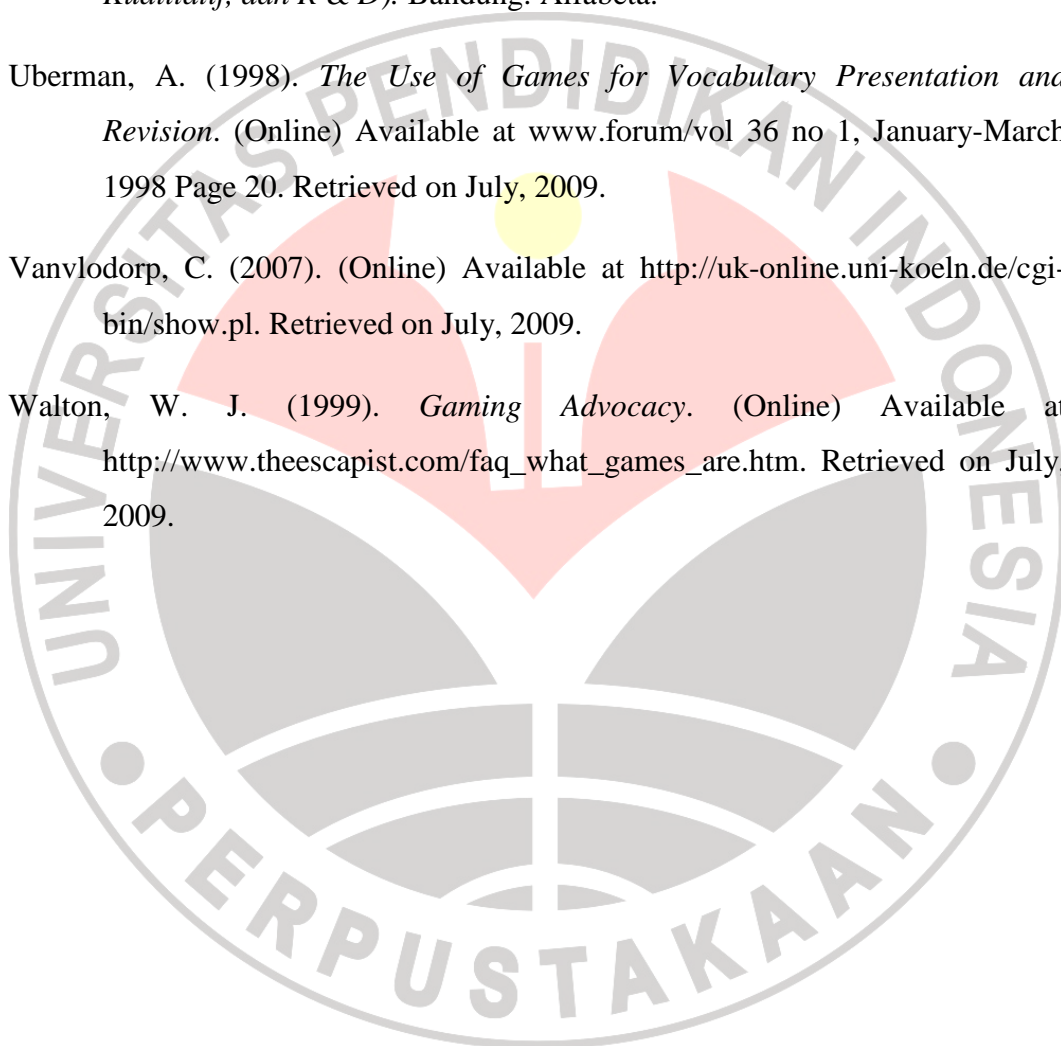 Kualitatif, dan R & D). Bandung: Alfabeta.
Uberman, A. (1998). The Use of Games for Vocabulary Presentation and
Revision. (Online) Available at www.forum/vol 36 no 1, January-March
1998 Page 20. Retrieved on July, 2009.
Vanvlodorp, C. (2007). (Online) Available at http://uk-online.uni-koeln.de/cgi-
bin/show.pl. Retrieved on July, 2009.
Walton, W. J. (1999). Gaming Advocacy. (Online) Available at
http://www.theescapist.com/faq_what_games_are.htm. Retrieved on July,
2009.
UNIVERSITAS PENDIDIKAN INDONESIA
PERPUSTAKAAN